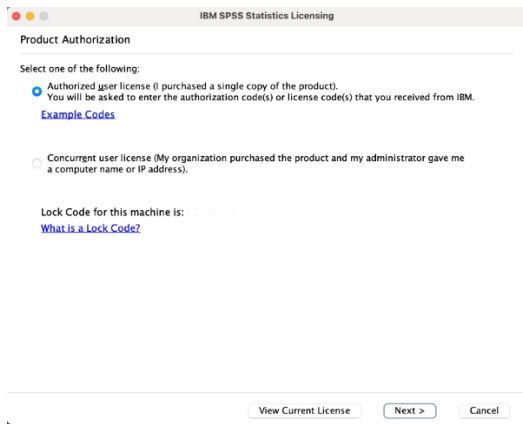 IBM SPSS Statistics Licensing
Product Authorization
Select one of the following:
Authorized user license (I purchased a single copy of the product).
You will be asked to enter the authorization code(s) or license code(s) that you received from IBM.
Example Codes
Concurrent user license (My organization purchased the product and my administrator gave me
a computer name or IP address).
Lock Code for this machine is:
What is a Lock Code?
View Current License
Next >
Cancel